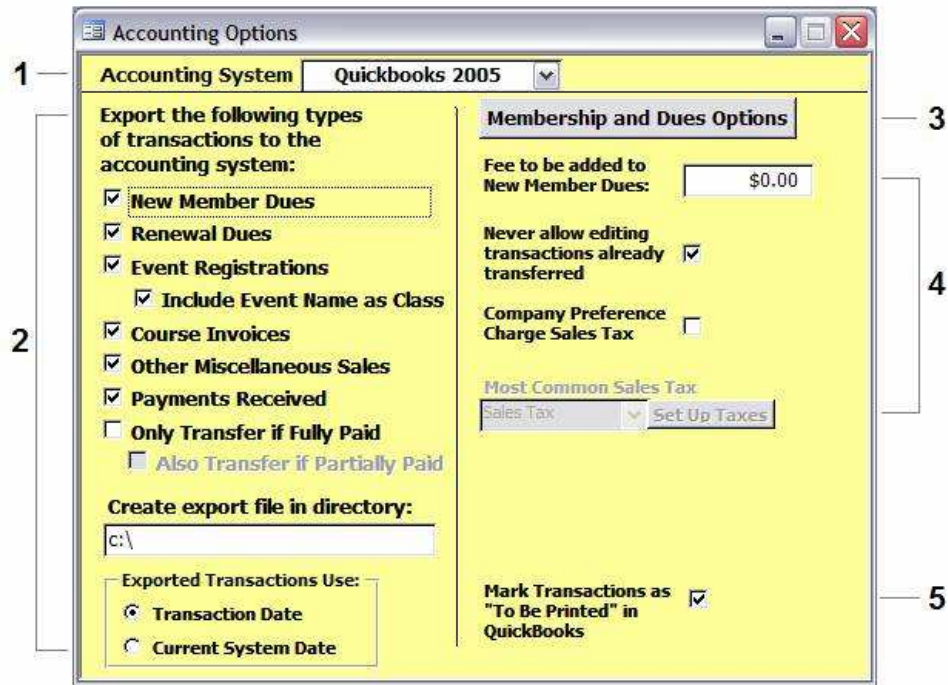 Accounting Options
1
Accounting System Quickbooks 2005
2
Export the following types
of transactions to the
accounting system:
New Member Dues
Renewal Dues
Event Registrations
Include Event Name as Class
Course Invoices
Other Miscellaneous Sales
Payments Received
Only Transfer if Fully Paid
Also Transfer if Partially Paid
Create export file in directory:
c:\
Exported Transactions Use:
Transaction Date
Current System Date
Membership and Dues Options
3
Fee to be added to
New Member Dues:
$0.00
Never allow editing
transactions already
transferred
4
Company Preference
Charge Sales Tax
Most Common Sales Tax
Sales Tax
Set Up Taxes
Mark Transactions as
"To Be Printed" in
QuickBooks
5